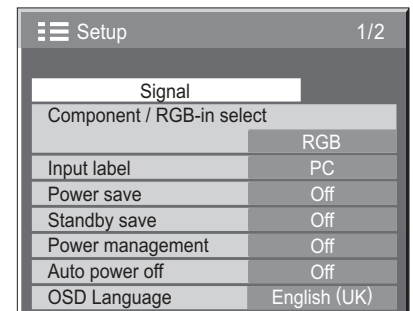 Setup 1/2
Signal
Component / RGB-in select
RGB
Input label PC
Power save Off
Standby save Off
Power management Off
Auto power off Off
OSD Language English (UK)